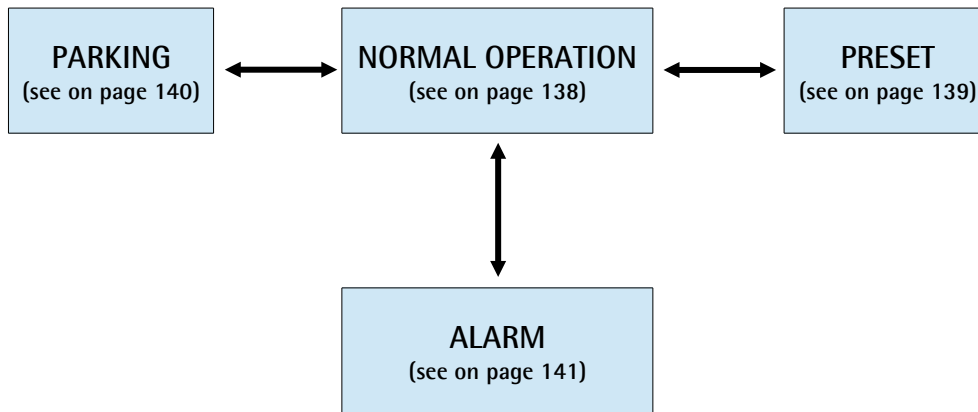 PARKING
(see on page 140)
NORMAL OPERATION
(see on page 138)
PRESET
(see on page 139)
ALARM
(see on page 141)